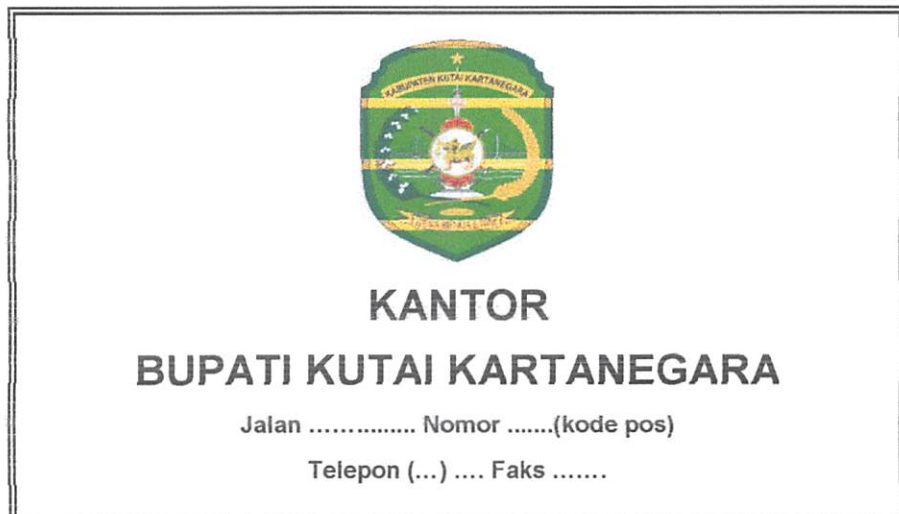 KABUPATEN KUTAI KARTANEGARA
KANTOR
BUPATI KUTAI KARTANEGARA
Jalan ............... Nomor .......(kode pos)
Telepon (...) .... Faks .......